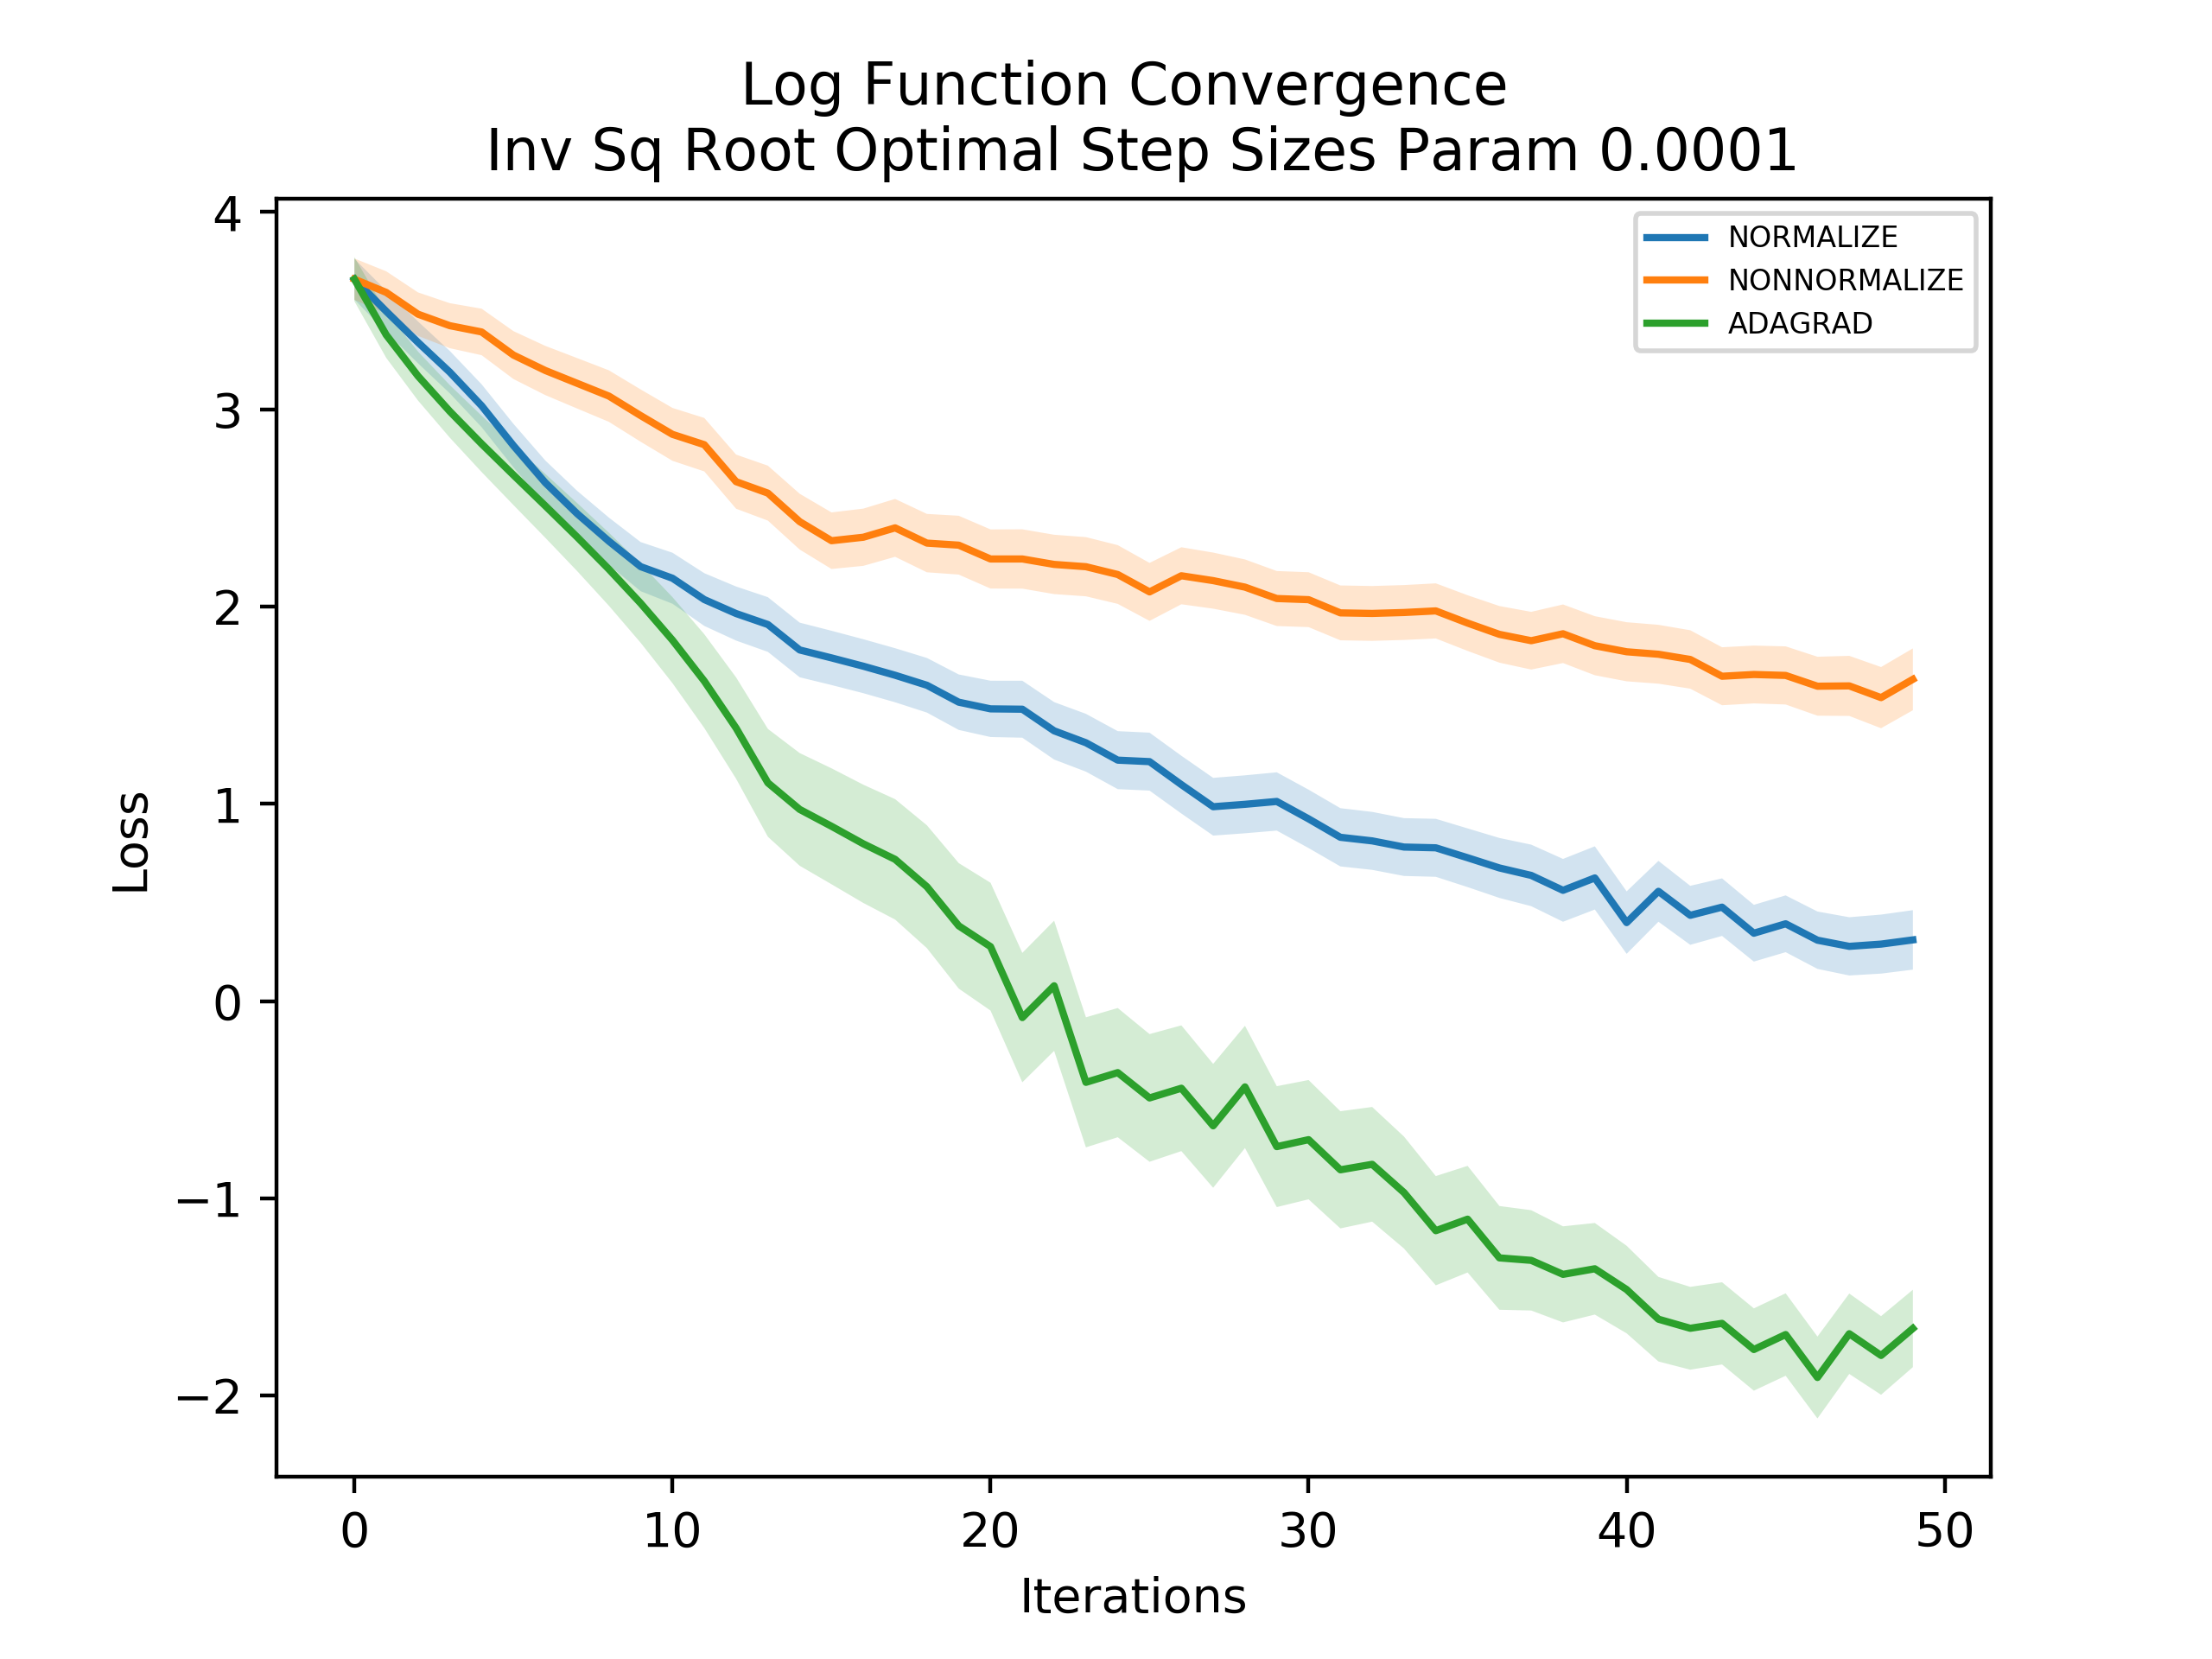 Log Function Convergence
Inv Sq Root Optimal Step Sizes Param 0.0001
NORMALIZE
NONNORMALIZE
ADAGRAD
4
3
2
1
0
−1
−2
Loss
0 10 20 30 40 50
Iterations